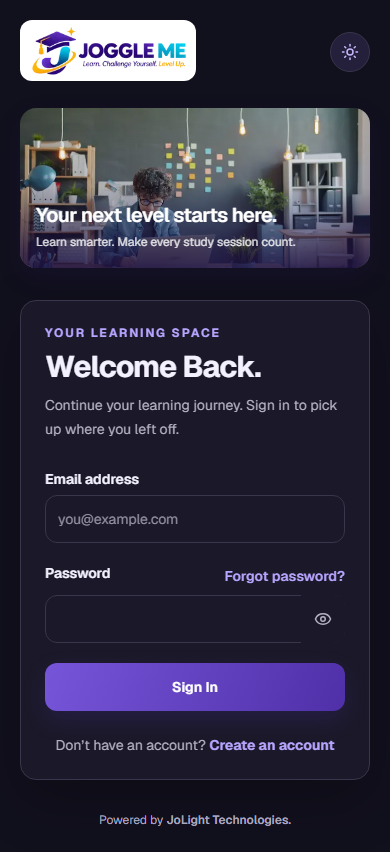 JOGGLE ME
Learn. Challenge Yourself. Level Up.
Your next level starts here.
Learn smarter. Make every study session count.
YOUR LEARNING SPACE
Welcome Back.
Continue your learning journey. Sign in to pick
up where you left off.
Email address
you@example.com
Password
Forgot password?
Sign In
Don't have an account? Create an account
Powered by JoLight Technologies.